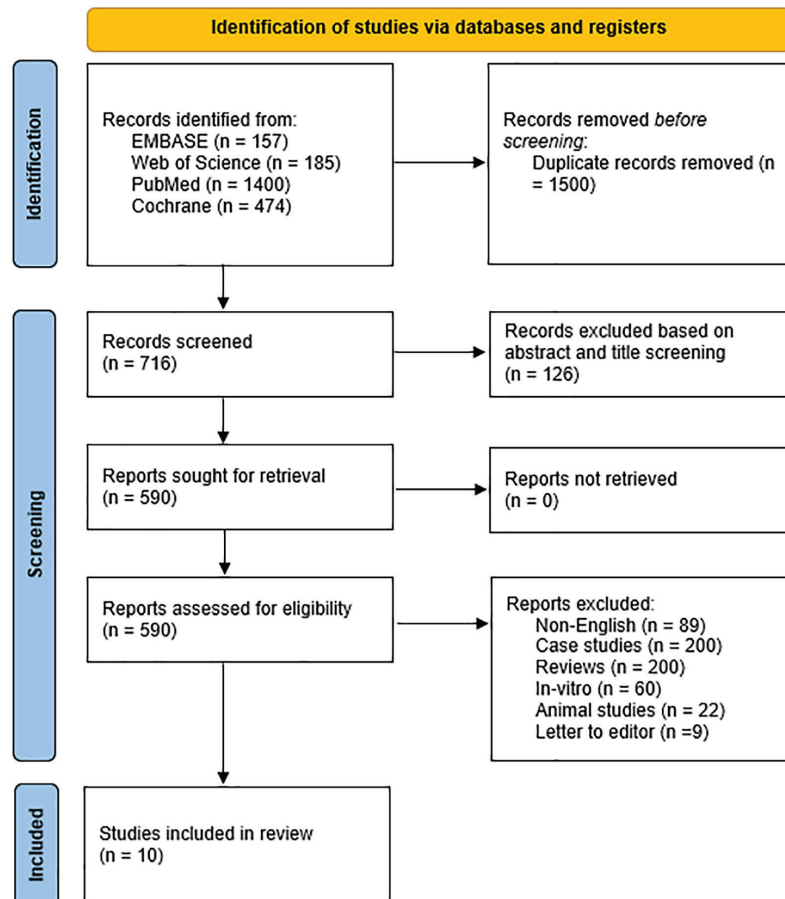 Identification of studies via databases and registers
Identification
Records identified from:
EMBASE (n = 157)
Web of Science (n = 185)
PubMed (n = 1400)
Cochrane (n = 474)
Records removed before
screening:
Duplicate records removed (n
= 1500)
Screening
Records screened
(n = 716)
Records excluded based on
abstract and title screening
(n = 126)
Reports sought for retrieval
(n = 590)
Reports not retrieved
(n = 0)
Reports assessed for eligibility
(n = 590)
Reports excluded:
Non-English (n = 89)
Case studies (n = 200)
Reviews (n = 200)
In-vitro (n = 60)
Animal studies (n = 22)
Letter to editor (n =9)
Included
Studies included in review
(n = 10)